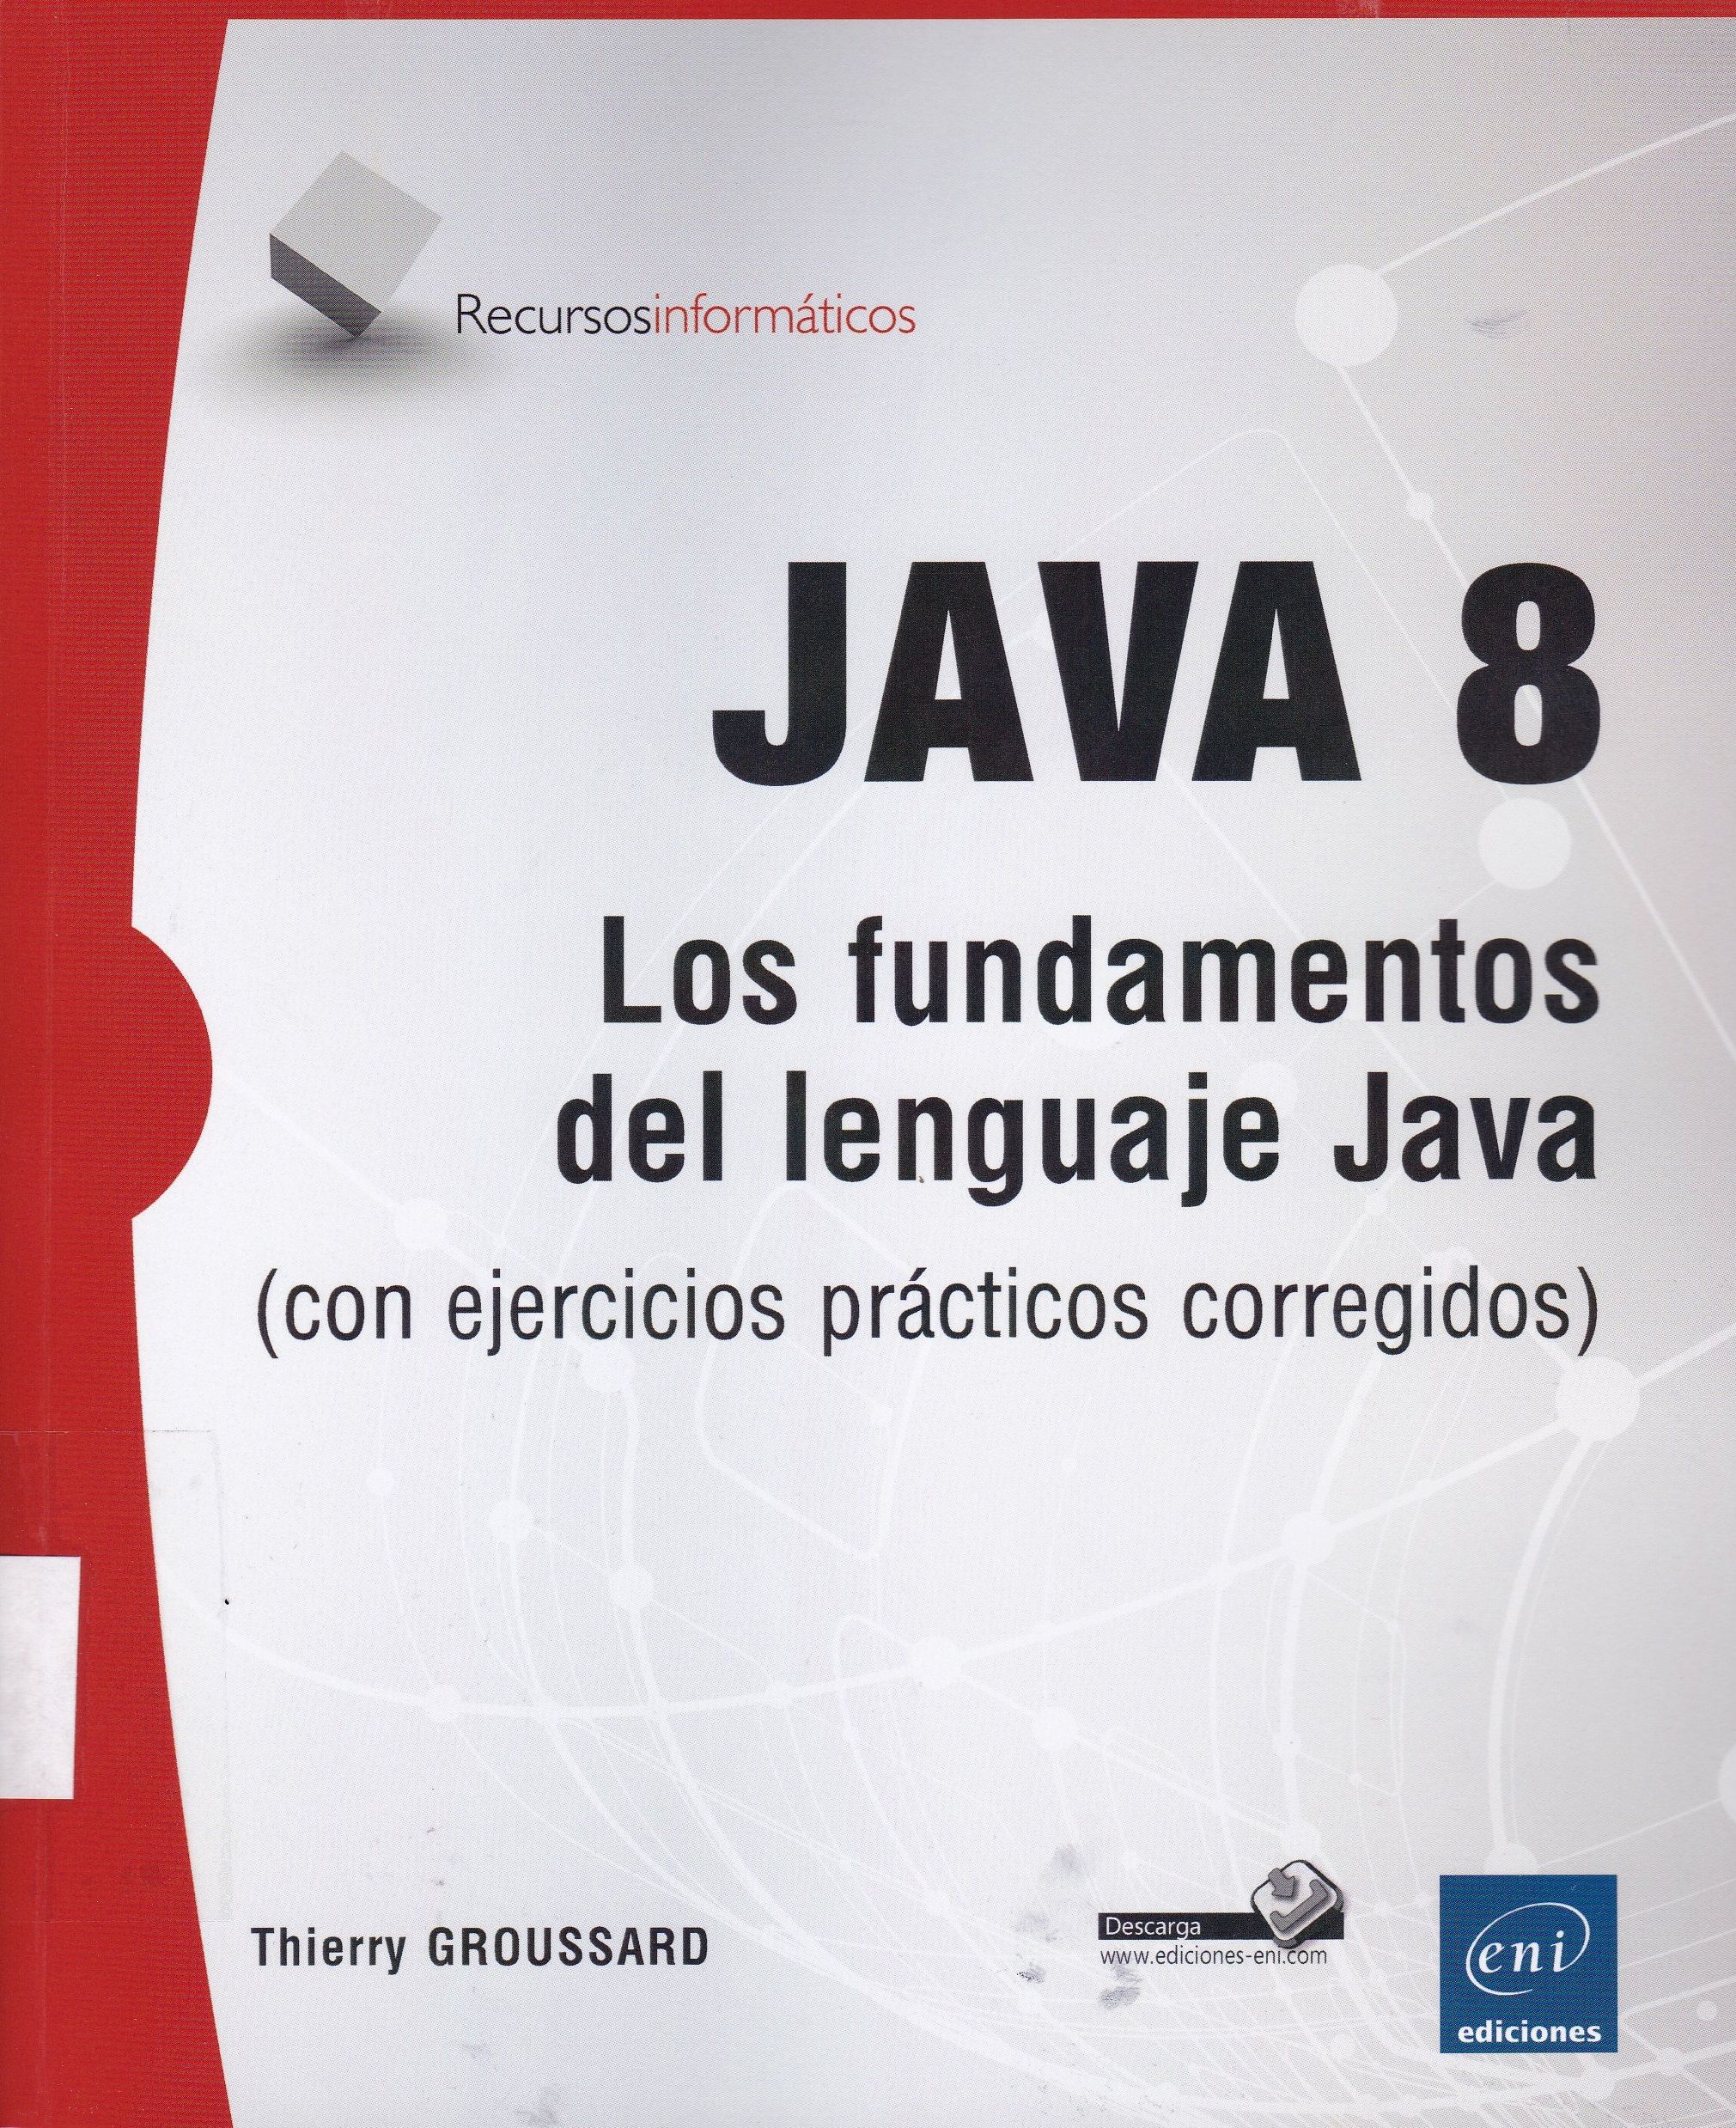 Recursosinformáticos
JAVA 8
Los fundamentos
del lenguaje Java
(con ejercicios prácticos corregidos)
Thierry GROUSSARD
Descarga
www.ediciones-eni.com
eni
ediciones